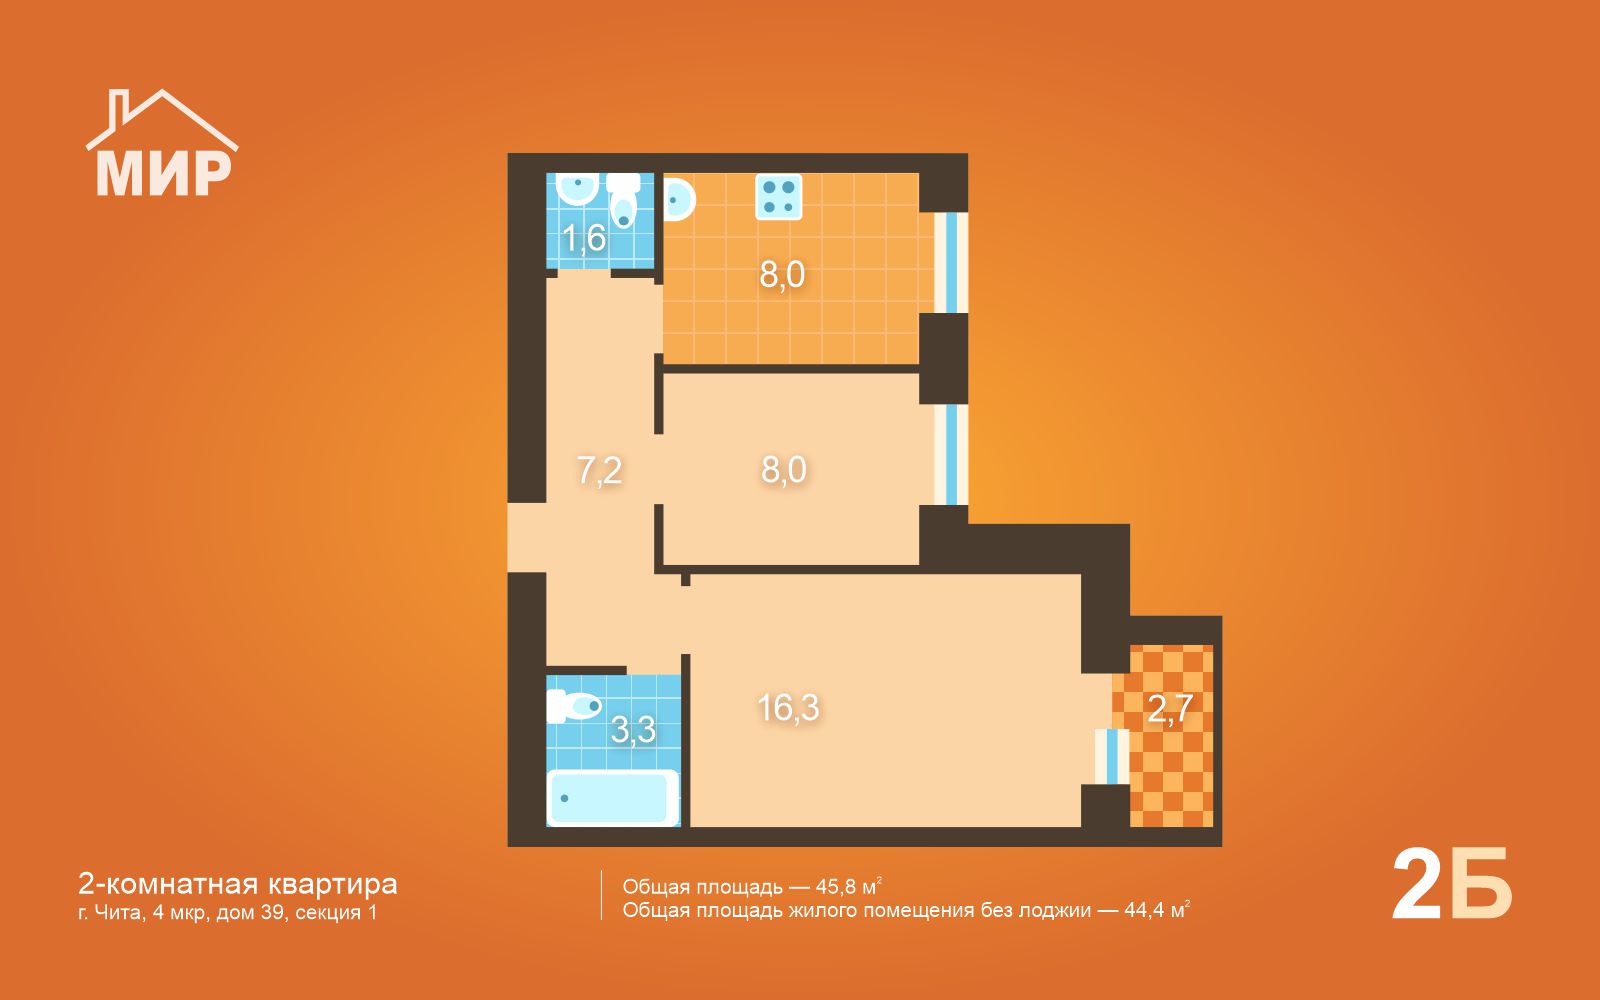 МИР
1,6
8,0
7,2
8,0
16,3
2,7
3,3
2-комнатная квартира
г. Чита, 4 мкр, дом 39, секция 1
Общая площадь — 45,8 м²
Общая площадь жилого помещения без лоджии — 44,4 м²
2Б